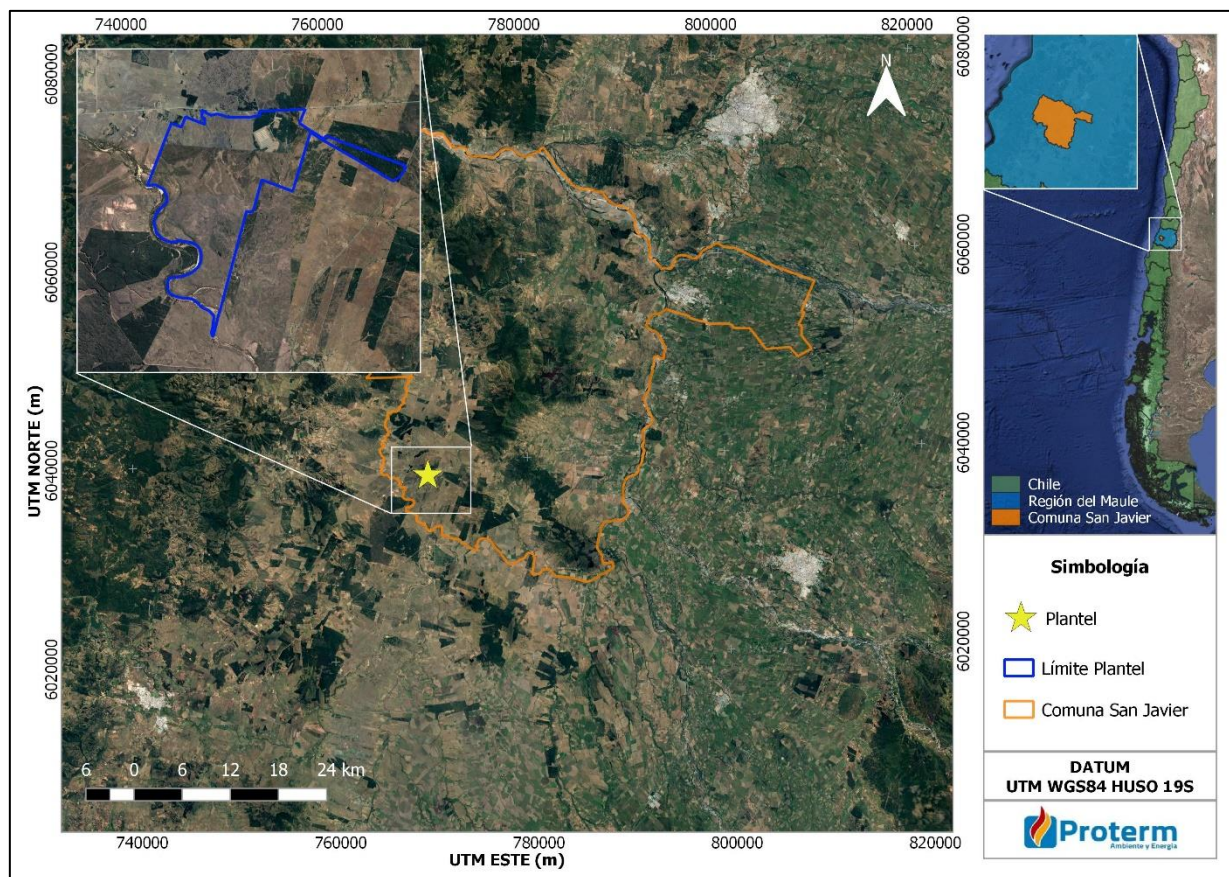 740000 760000 780000 800000 820000
6080000
6060000
6040000
6020000
UTM NORTE (m)
N
6080000
6060000
6040000
6020000
6 0 6 12 18 24 km
740000 760000 780000 800000 820000
UTM ESTE (m)
Chile
Región del Maule
Comuna San Javier
Simbología
Plantel
Límite Plantel
Comuna San Javier
DATUM
UTM WGS84 HUSO 19S
Proterm
Ambiente y Energía